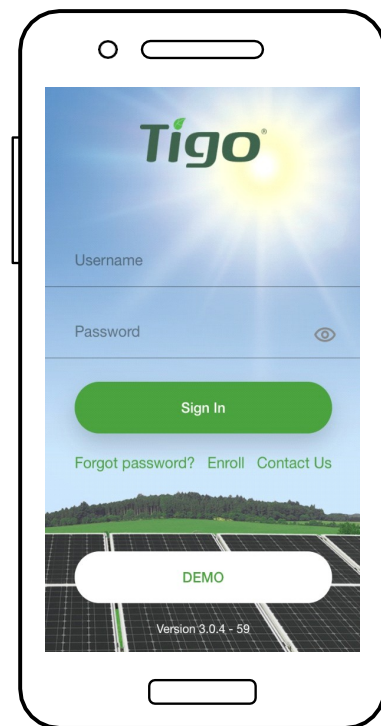 Tigo®
Username
Password
Sign In
Forgot password? Enroll Contact Us
DEMO
Version 3.0.4 - 59